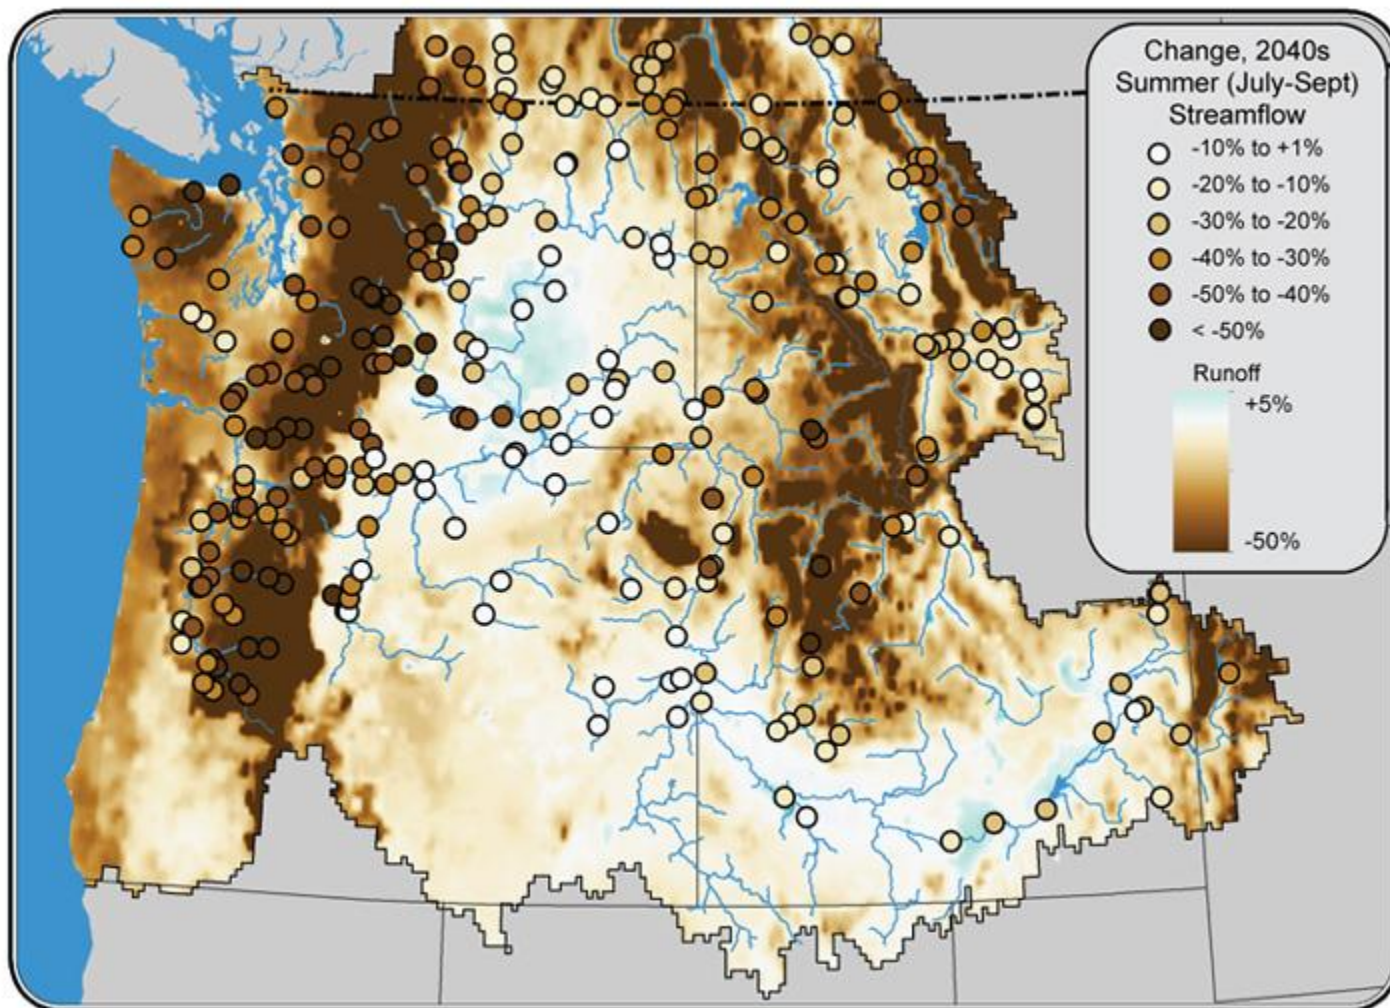 Change, 2040s
Summer (July-Sept)
Streamflow
-10% to +1%
-20% to -10%
-30% to -20%
-40% to -30%
-50% to -40%
< -50%
Runoff
+5%
-50%